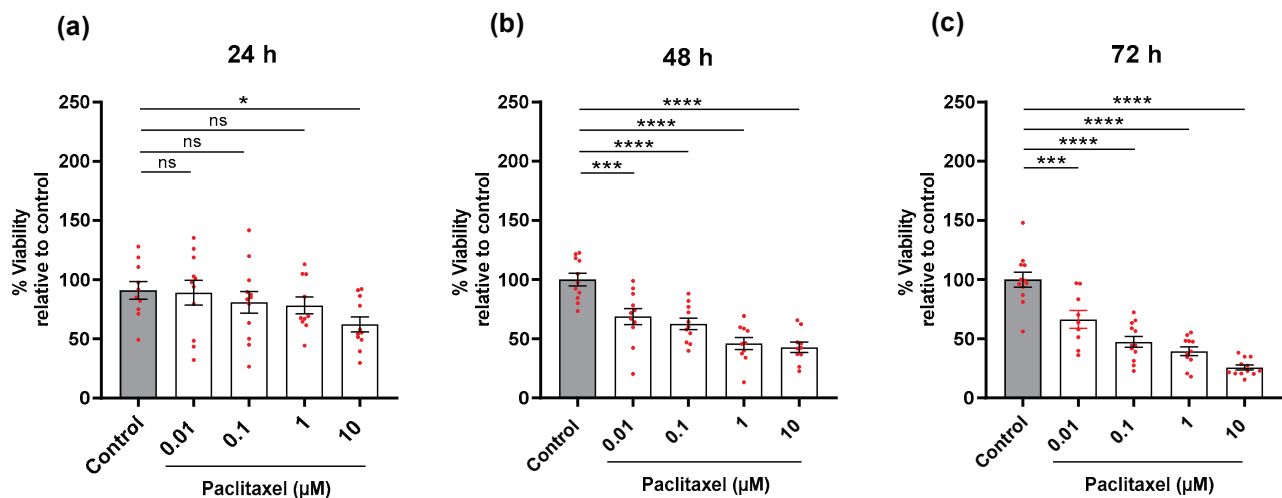 (a)
24 h
% Viability
relative to control
250
200
150
100
50
0
*
ns
ns
ns
Control
0.01
0.1
1
10
Paclitaxel (µM)
(b)
48 h
% Viability
relative to control
250
200
150
100
50
0
****
****
****
***
Control
0.01
0.1
1
10
Paclitaxel (µM)
(c)
72 h
% Viability
relative to control
250
200
150
100
50
0
****
****
****
***
Control
0.01
0.1
1
10
Paclitaxel (µM)